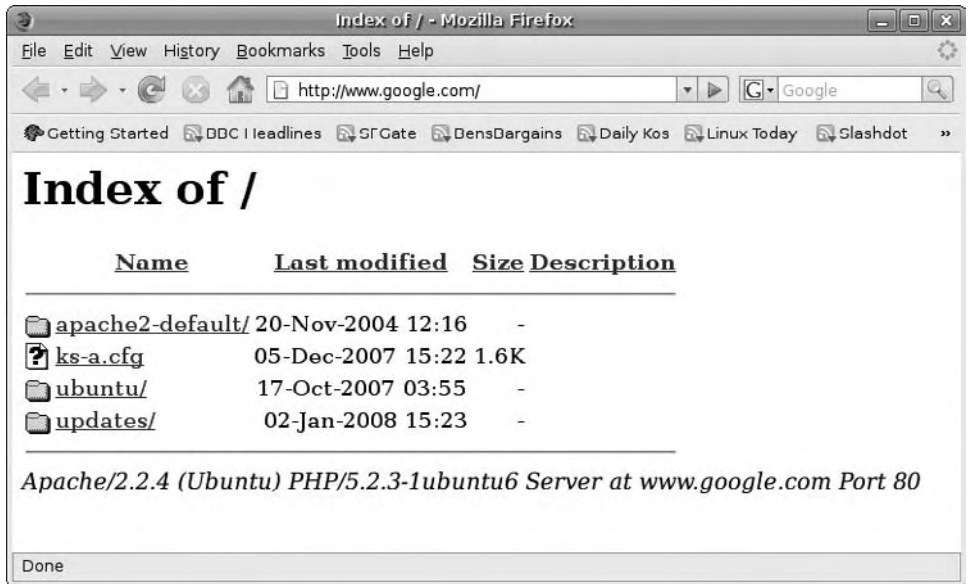 Index of / - Mozilla Firefox
File Edit View History Bookmarks Tools Help
http://www.google.com/ G Google
Getting Started BBC Headlines SFGate BensBargains Daily Kos Linux Today Slashdot »
Index of /
Name Last modified Size Description
apache2-default/ 20-Nov-2004 12:16 -
? ks-a.cfg 05-Dec-2007 15:22 1.6K
ubuntu/ 17-Oct-2007 03:55 -
updates/ 02-Jan-2008 15:23 -
Apache/2.2.4 (Ubuntu) PHP/5.2.3-1ubuntu6 Server at www.google.com Port 80
Done